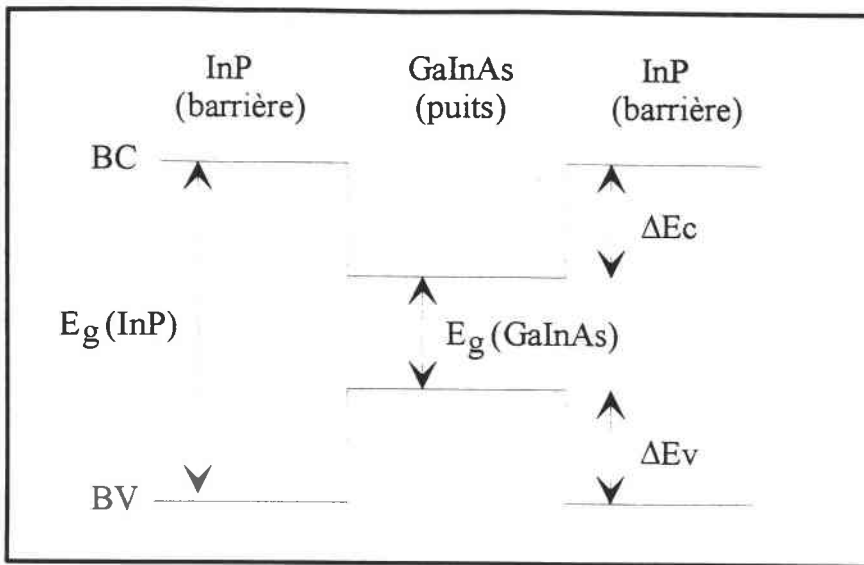 InP GaInAs InP
(barrière) (puits) (barrière)
BC
ΔEc
Eg (InP) Eg (GaInAs)
ΔEv
BV